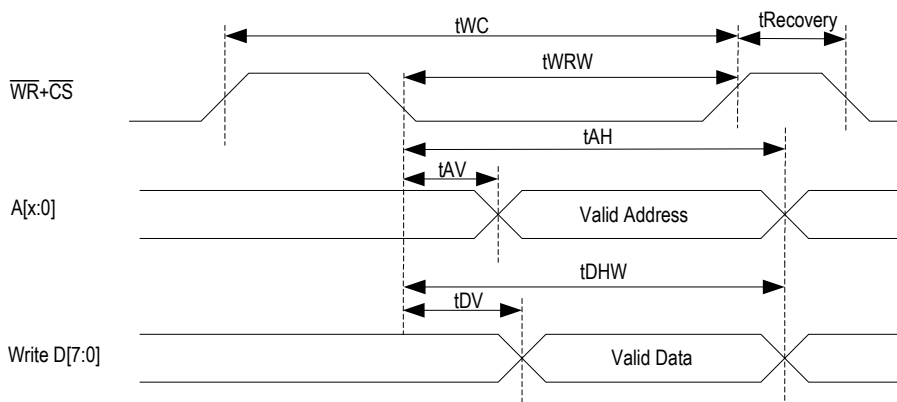 tWC
tRecovery
tWRW
WR+CS
tAH
tAV
A[x:0]
Valid Address
tDHW
tDV
Write D[7:0]
Valid Data